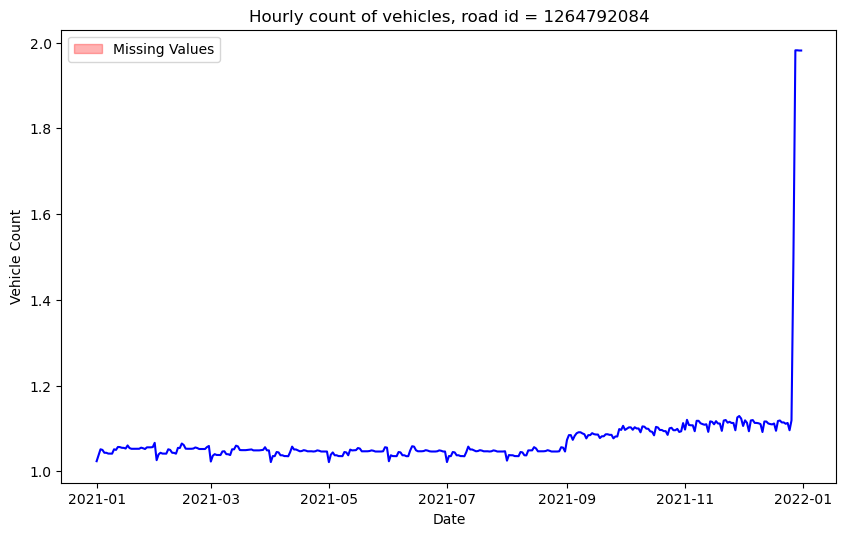 Hourly count of vehicles, road id = 1264792084
Missing Values
Vehicle Count
2.0
1.8
1.6
1.4
1.2
1.0
2021-01 2021-03 2021-05 2021-07 2021-09 2021-11 2022-01
Date